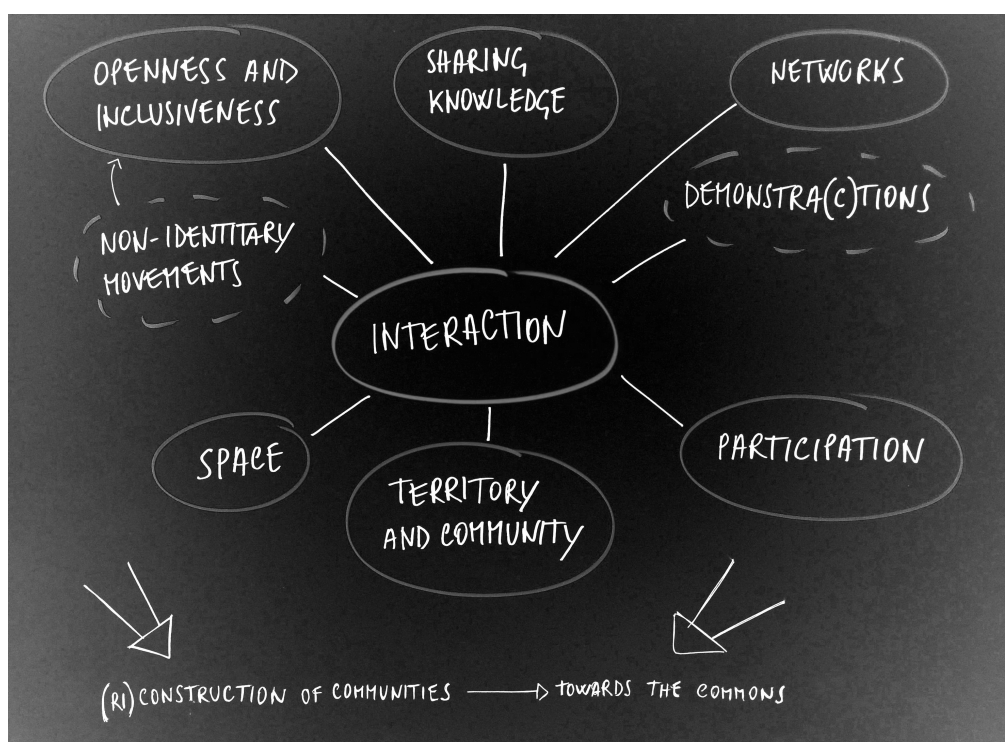 OPENNESS AND
INCLUSIVENESS
SHARING
KNOWLEDGE
NETWORKS
NON-IDENTITARY
MOVEMENTS
DEMONSTRA(C)TIONS
INTERACTION
SPACE
TERRITORY
AND COMMUNITY
PARTICIPATION
(RI)CONSTRUCTION OF COMMUNITIES
TOWARDS THE COMMONS